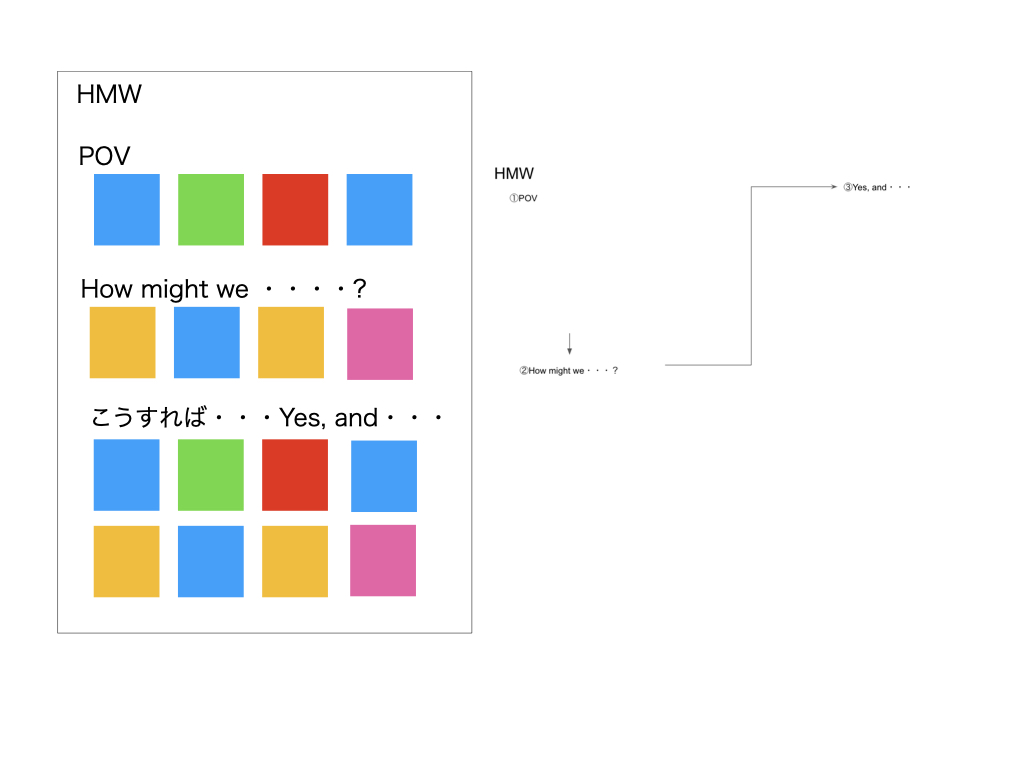 HMW
POV
How might we ・・・・?
こうすれば・・・Yes, and・・・
HMW
①POV
②How might we・・・？
③Yes, and・・・